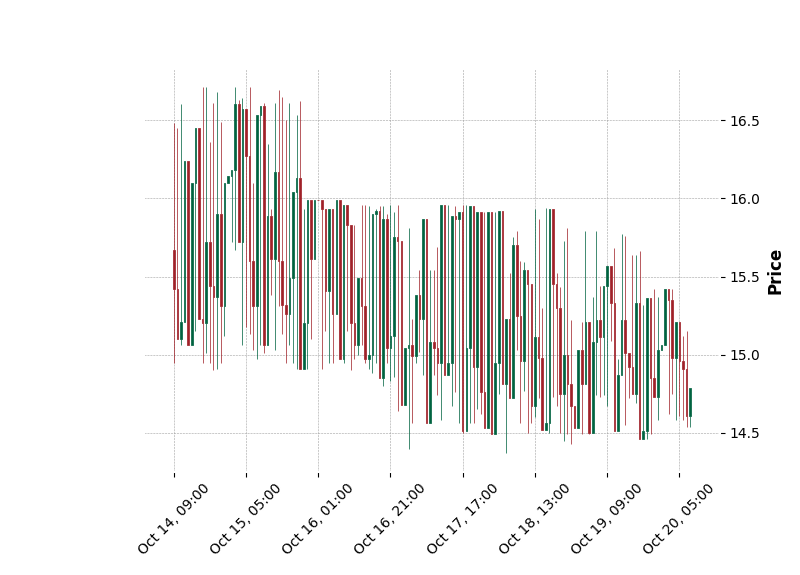 16.5
16.0
15.5
15.0
14.5
Price
Oct 14, 09:00
Oct 15, 05:00
Oct 16, 01:00
Oct 16, 21:00
Oct 17, 17:00
Oct 18, 13:00
Oct 19, 09:00
Oct 20, 05:00